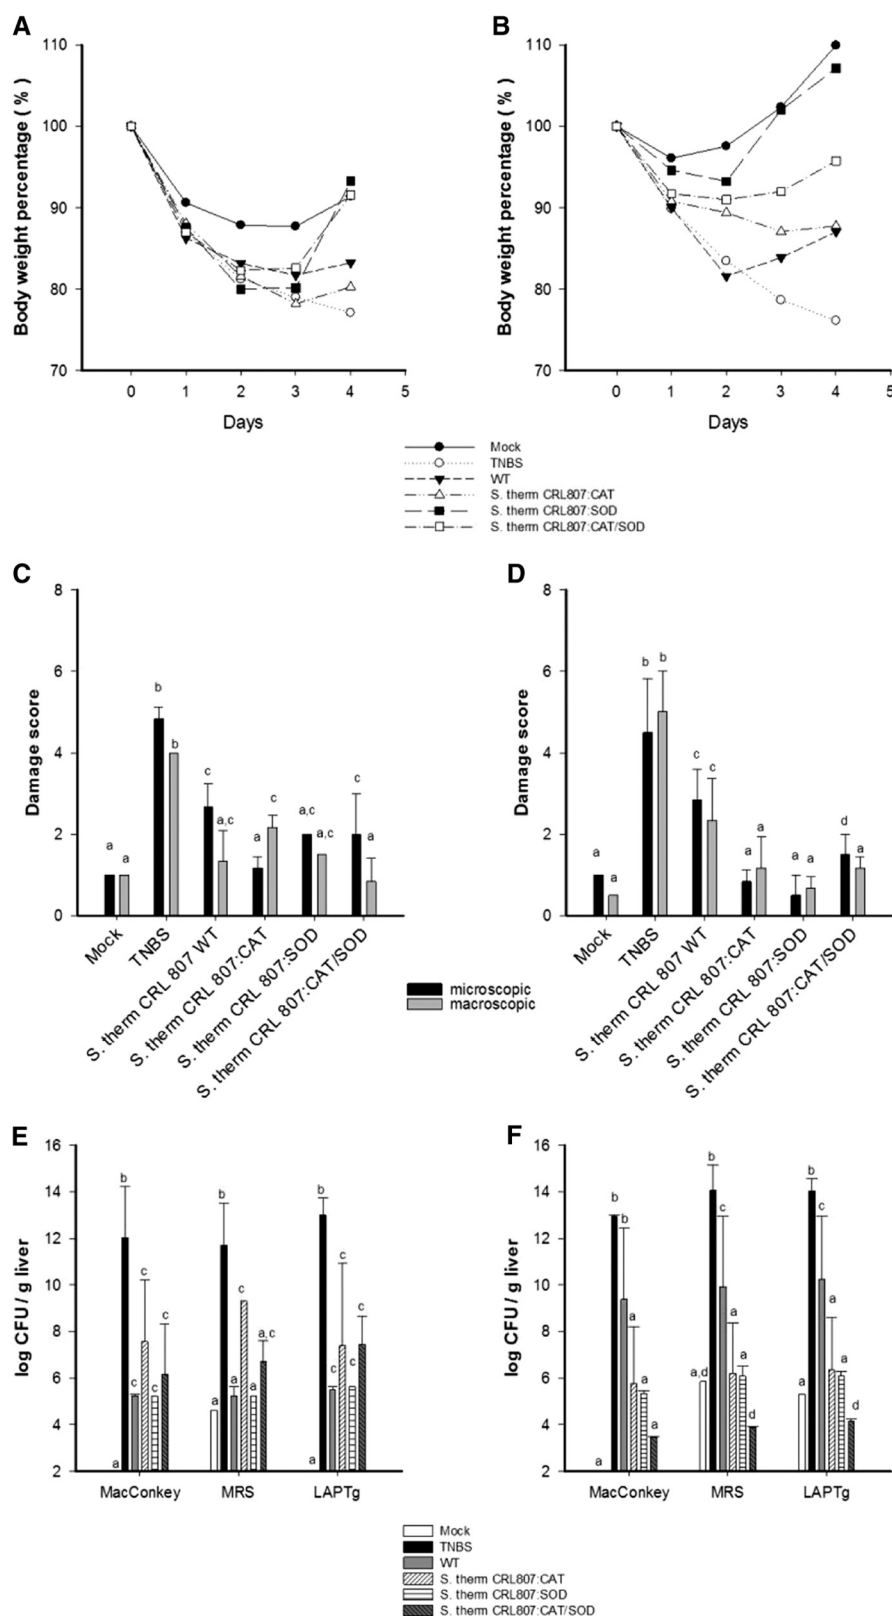 A
B
110
100
90
80
70
Body weight percentage ( % )
0 1 2 3 4 5
Days
110
100
90
80
70
Body weight percentage ( % )
0 1 2 3 4 5
Days
Mock
TNBS
WT
S. therm CRL807:CAT
S. therm CRL807:SOD
S. therm CRL807:CAT/SOD
C
D
8
6
4
2
0
Damage score
a a b b c a,c a c a,c a,c c a
Mock
TNBS
S. therm CRL 807 WT
S. therm CRL 807:CAT
S. therm CRL 807:SOD
S. therm CRL 807:CAT/SOD
8
6
4
2
0
Damage score
a a b b c c a a a a d a
Mock
TNBS
S. therm CRL 807 WT
S. therm CRL 807:CAT
S. therm CRL 807:SOD
S. therm CRL 807:CAT/SOD
microscopic
macroscopic
E
F
16
14
12
10
8
6
4
2
log CFU / g liver
a b c c c c a b a c a a,c a b c c c c
MacConkey MRS LAPTg
16
14
12
10
8
6
4
2
log CFU / g liver
a b b a a a a,d b c a a d a b c a a d
MacConkey MRS LAPTg
Mock
TNBS
WT
S. therm CRL807:CAT
S. therm CRL807:SOD
S. therm CRL807:CAT/SOD